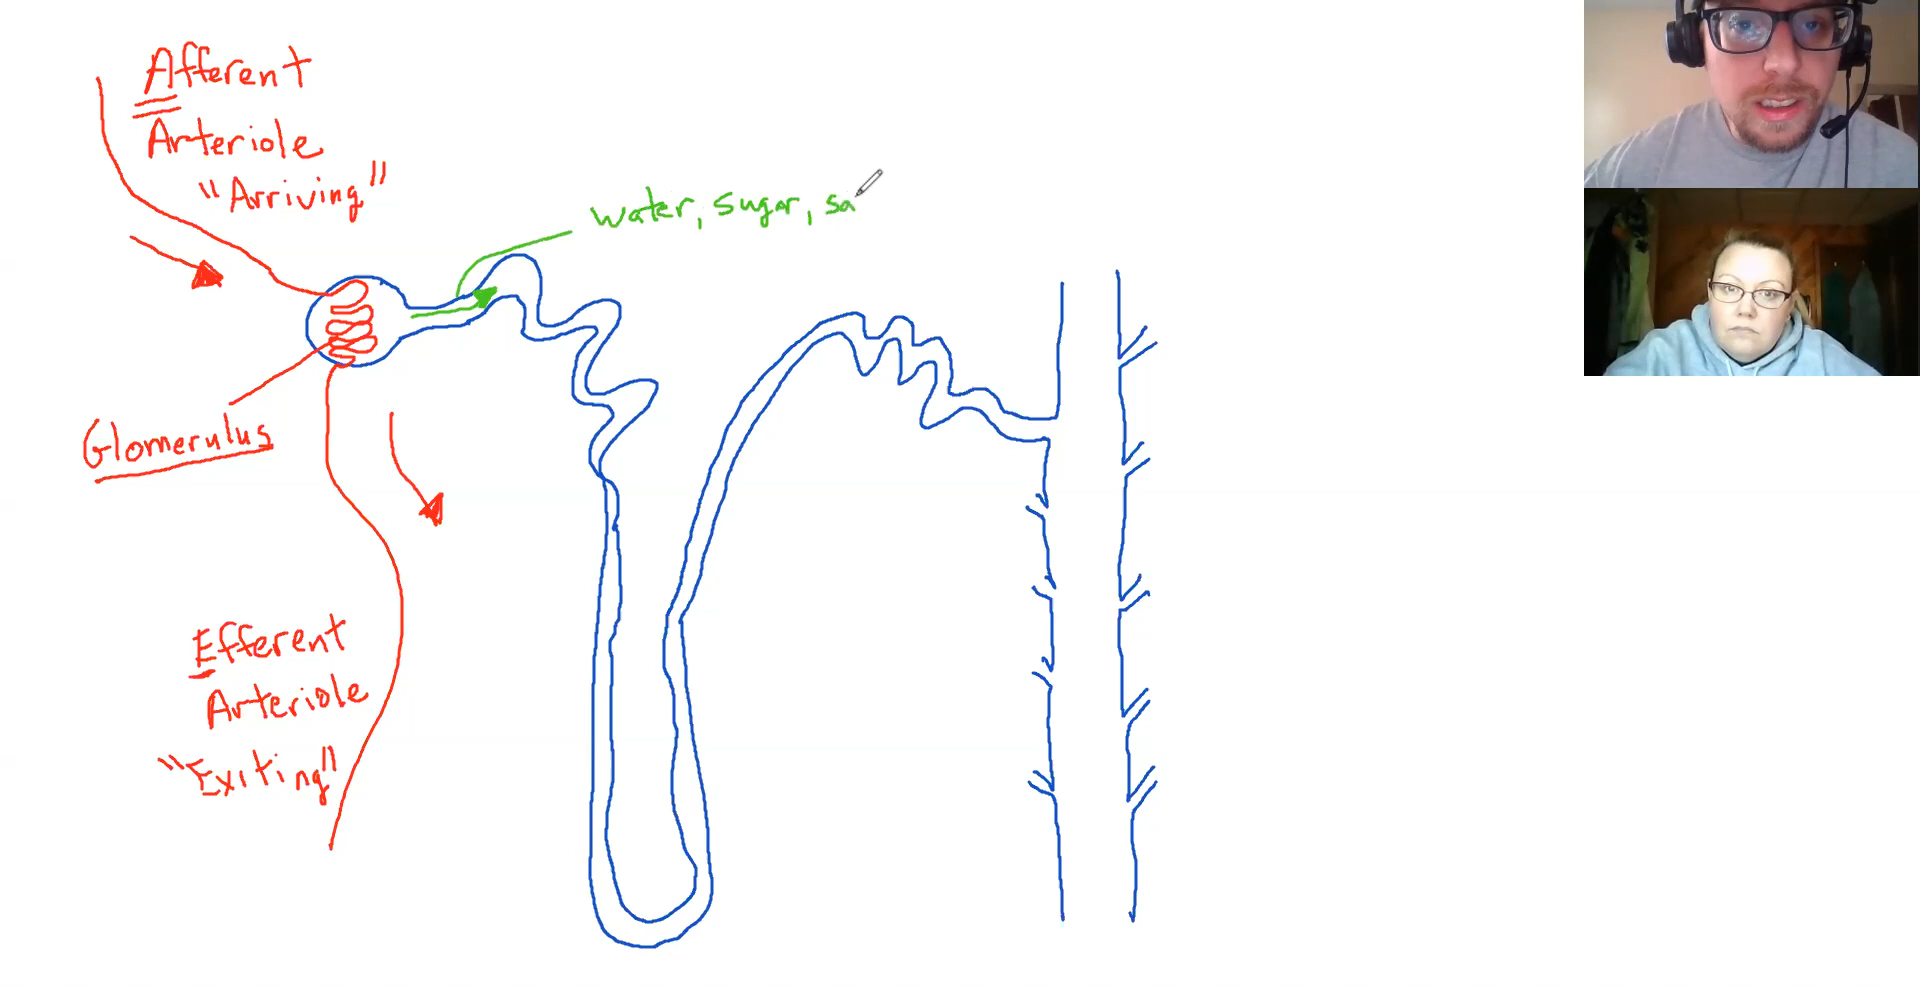 Afferent
Arteriole
"Arriving"
water, sugar, sa
Glomerulus
Efferent
Arteriole
"Exiting"